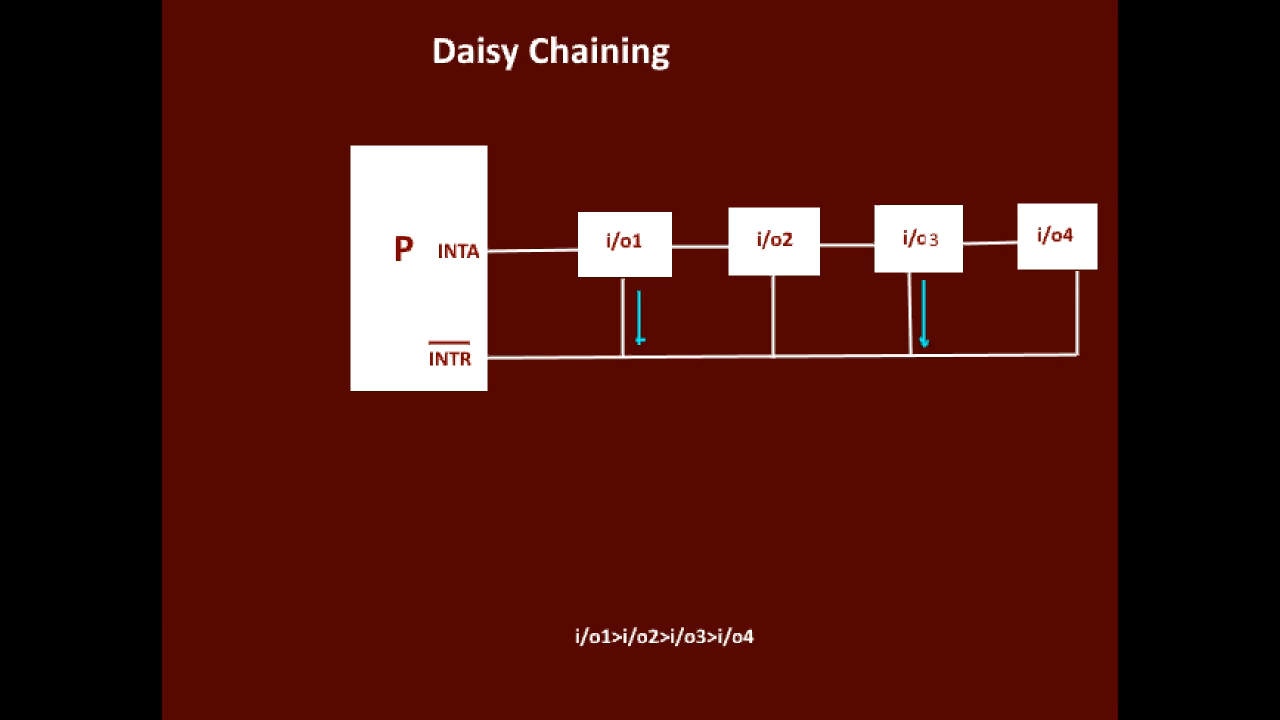 Daisy Chaining
P INTA
i/o1
i/o2
i/o3
i/o4
INTR
i/o1>i/o2>i/o3>i/o4